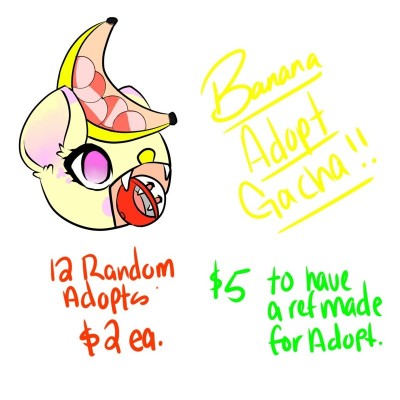 Banana
Adopt
Gacha!!
12 Random
Adopts
$2 ea.
$5 to have
a ref made
for Adopt.